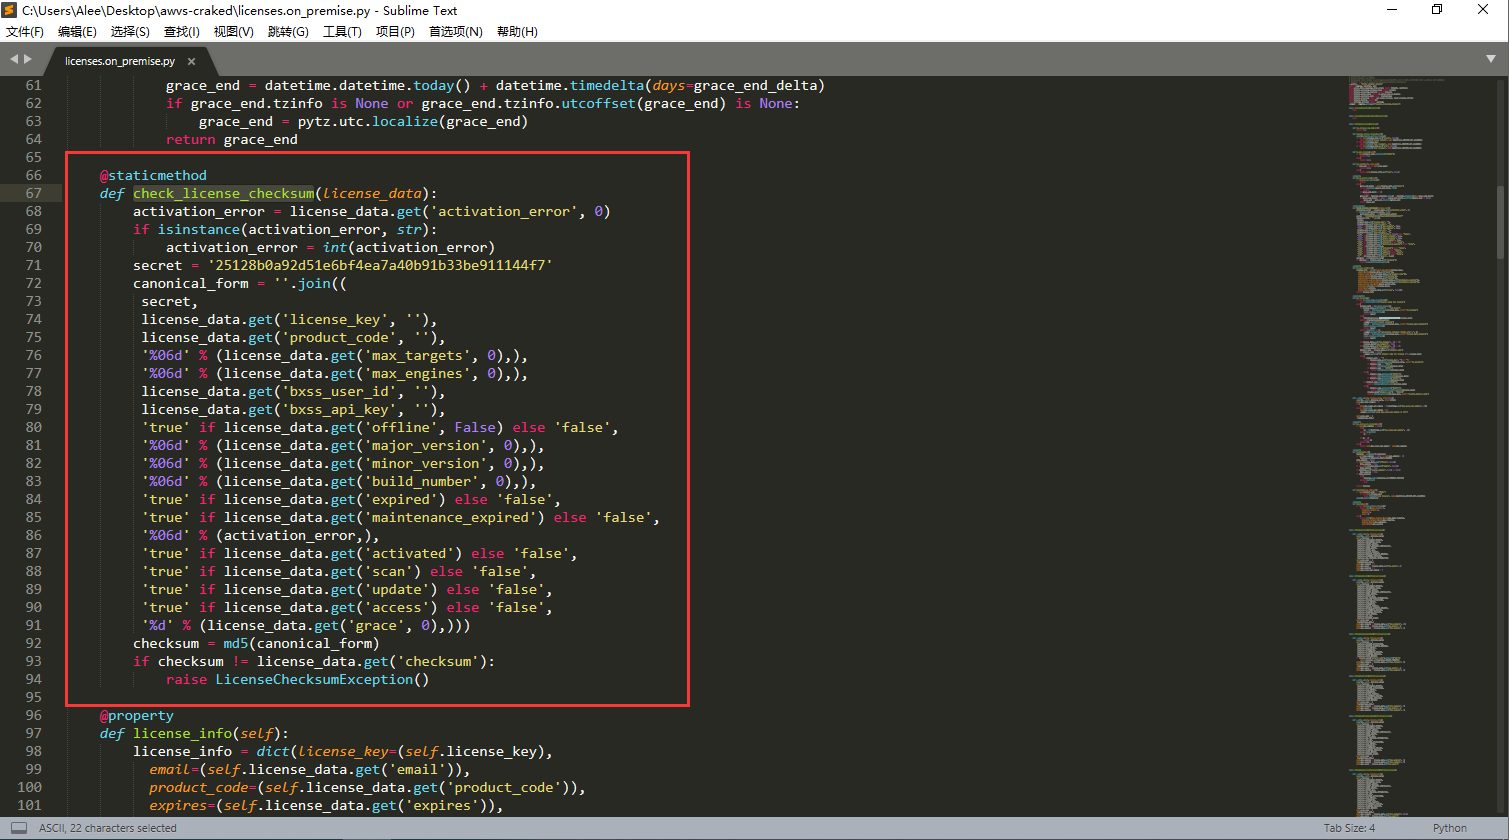 C:\Users\Alee\Desktop\awvs-craked\licenses.on_premise.py - Sublime Text
文件(F) 编辑(E) 选择(S) 查找(I) 视图(V) 跳转(G) 工具(T) 项目(P) 首选项(N) 帮助(H)
licenses.on_premise.py ×
61 grace_end = datetime.datetime.today() + datetime.timedelta(days=grace_end_delta)
62 if grace_end.tzinfo is None or grace_end.tzinfo.utcoffset(grace_end) is None:
63 grace_end = pytz.utc.localize(grace_end)
64 return grace_end
65
66 @staticmethod
67 def check_license_checksum(license_data):
68 activation_error = license_data.get('activation_error', 0)
69 if isinstance(activation_error, str):
70 activation_error = int(activation_error)
71 secret = '25128b0a92d51e6bf4ea7a40b91b33be911144f7'
72 canonical_form = ''.join((
73 secret,
74 license_data.get('license_key', ''),
75 license_data.get('product_code', ''),
76 '%06d' % (license_data.get('max_targets', 0),),
77 '%06d' % (license_data.get('max_engines', 0),),
78 license_data.get('bxss_user_id', ''),
79 license_data.get('bxss_api_key', ''),
80 'true' if license_data.get('offline', False) else 'false',
81 '%06d' % (license_data.get('major_version', 0),),
82 '%06d' % (license_data.get('minor_version', 0),),
83 '%06d' % (license_data.get('build_number', 0),),
84 'true' if license_data.get('expired') else 'false',
85 'true' if license_data.get('maintenance_expired') else 'false',
86 '%06d' % (activation_error,),
87 'true' if license_data.get('activated') else 'false',
88 'true' if license_data.get('scan') else 'false',
89 'true' if license_data.get('update') else 'false',
90 'true' if license_data.get('access') else 'false',
91 '%d' % (license_data.get('grace', 0),)))
92 checksum = md5(canonical_form)
93 if checksum != license_data.get('checksum'):
94 raise LicenseChecksumException()
95
96 @property
97 def license_info(self):
98 license_info = dict(license_key=(self.license_key),
99 email=(self.license_data.get('email')),
100 product_code=(self.license_data.get('product_code')),
101 expires=(self.license_data.get('expires')),
ASCII, 22 characters selected Tab Size: 4 Python